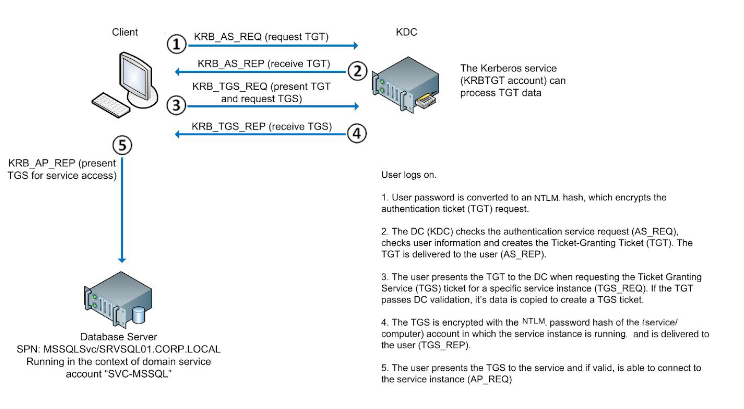 Client
KDC
1
KRB_AS_REQ (request TGT)
KRB_AS_REP (receive TGT)
2
KRB_TGS_REQ (present TGT
and request TGS)
3
KRB_TGS_REP (receive TGS)
4
The Kerberos service
(KRBTGT account) can
process TGT data
5
KRB_AP_REP (present
TGS for service access)
Database Server
SPN: MSSQLSvc/SRVSQL01.CORP.LOCAL
Running in the context of domain service
account "SVC-MSSQL"
User logs on.
1. User password is converted to an NTLM. hash, which encrypts the
authentication ticket (TGT) request.
2. The DC (KDC) checks the authentication service request (AS_REQ),
checks user information and creates the Ticket-Granting Ticket (TGT). The
TGT is delivered to the user (AS_REP).
3. The user presents the TGT to the DC when requesting the Ticket Granting
Service (TGS) ticket for a specific service instance (TGS_REQ). If the TGT
passes DC validation, it's data is copied to create a TGS ticket.
4. The TGS is encrypted with the NTLM. password hash of the (service/
computer) account in which the service instance is running. and is delivered to
the user (TGS_REP).
5. The user presents the TGS to the service and if valid, is able to connect to
the service instance (AP_REQ)